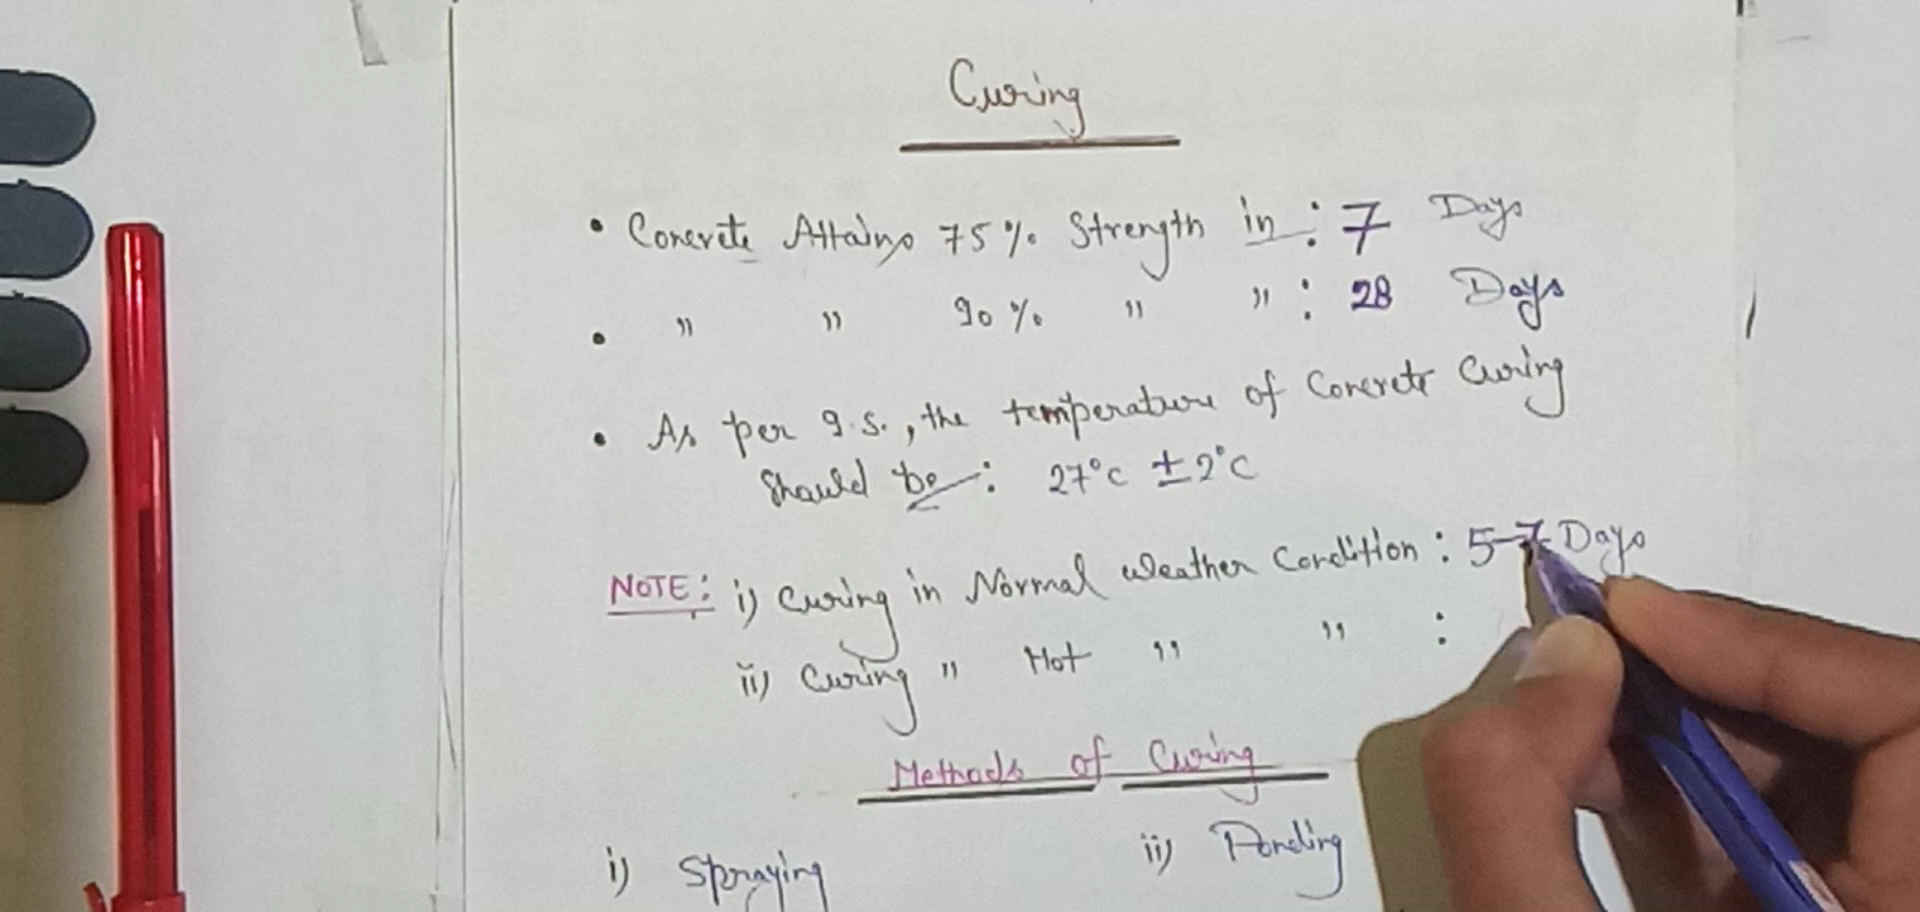 Curing
• Concrete Attains 75% Strength in : 7 Days
• " " 90% " " : 28 Days
• As per I.S., the temperature of Concrete Curing
Should be : 27°C ± 2°C
NOTE: i) Curing in Normal Weather Condition : 5-7 Days
ii) Curing " Hot " " :
Methods of Curing
i) Spraying ii) Ponding